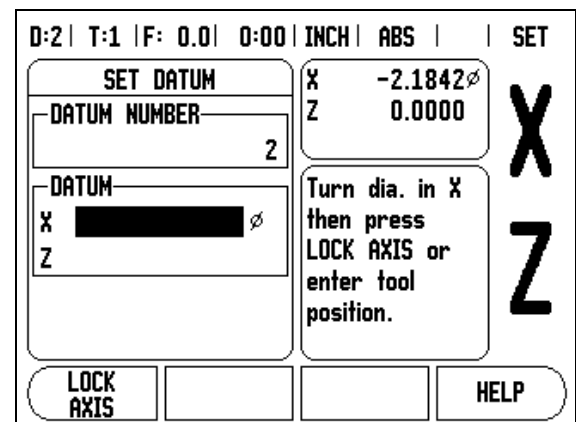 D:2 | T:1 | F: 0.0 | 0:00 | INCH | ABS | | SET
SET DATUM
DATUM NUMBER
2
DATUM
X ∅
Z
X -2.1842∅
Z 0.0000
Turn dia. in X
then press
LOCK AXIS or
enter tool
position.
X
Z
LOCK
AXIS
HELP